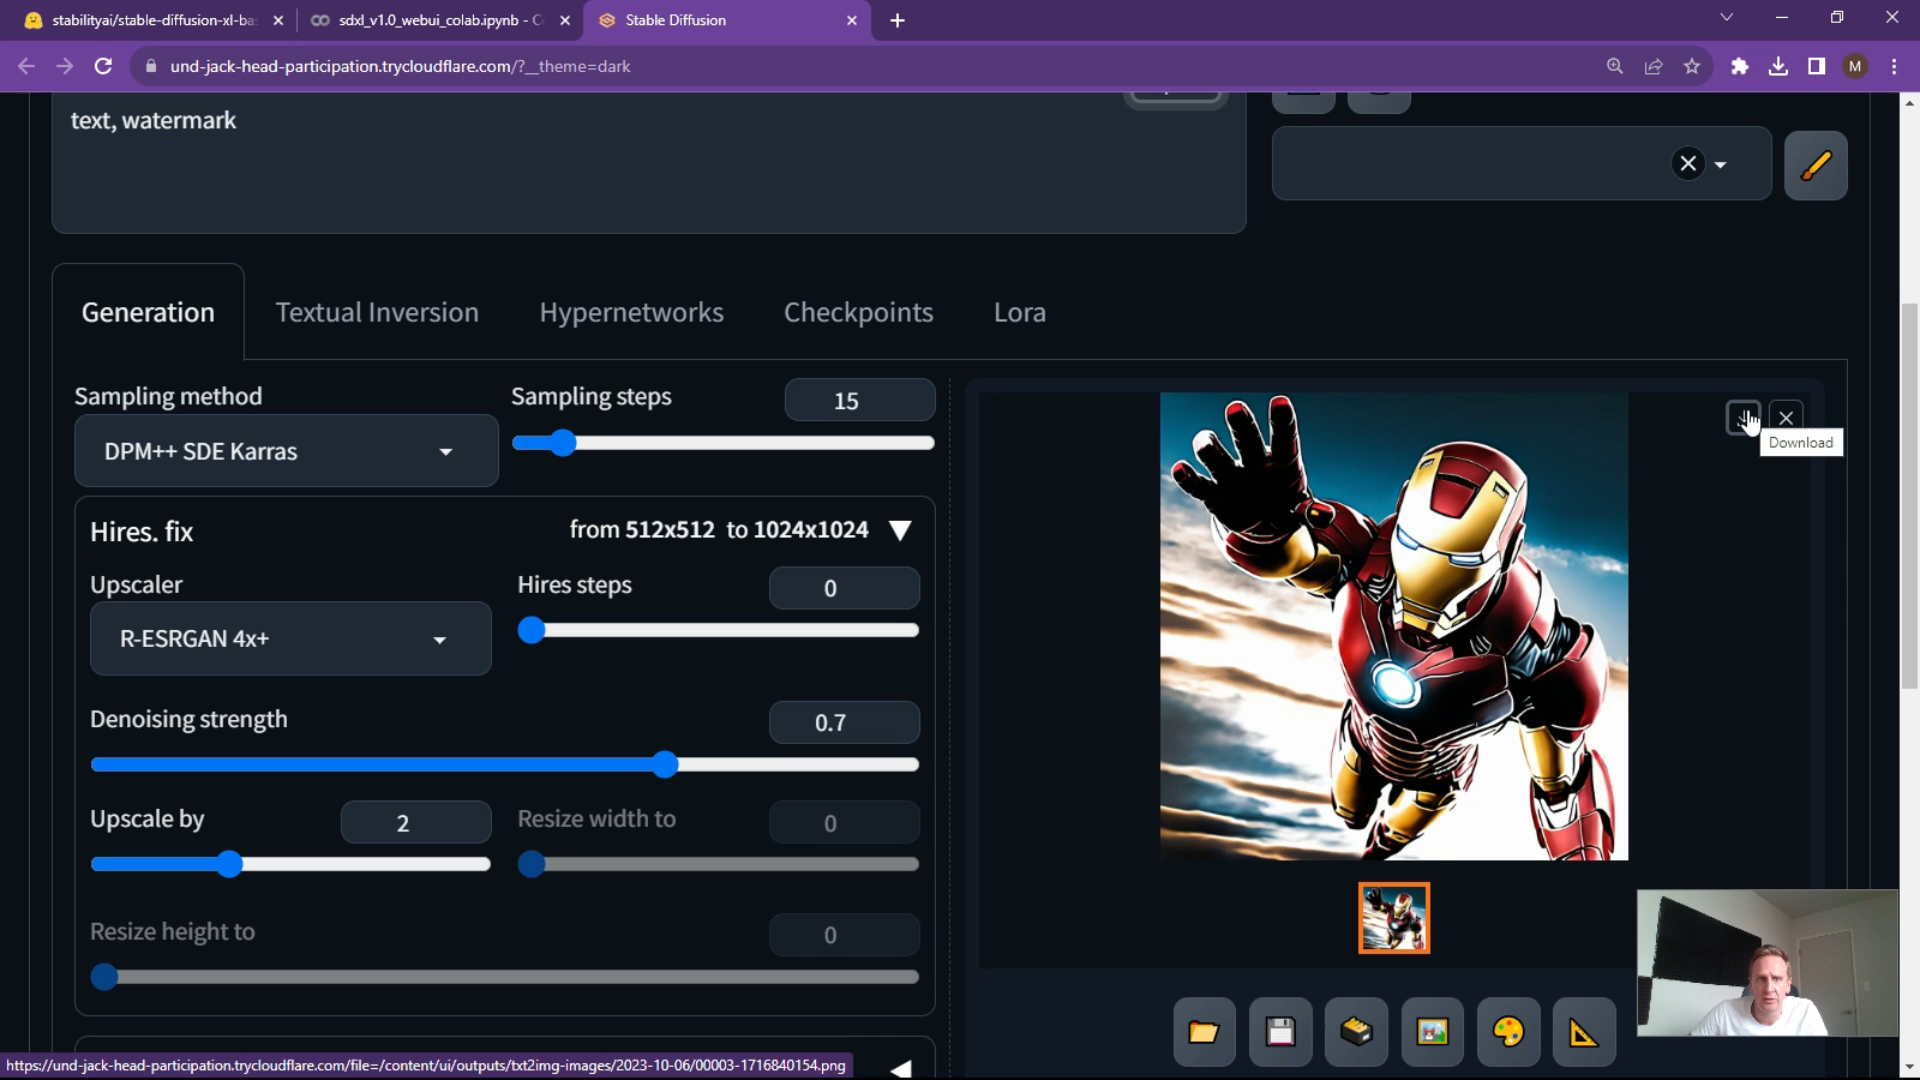 stabilityai/stable-diffusion-xl-ba
sdxl_v1.0_webui_colab.ipynb - Co
Stable Diffusion
und-jack-head-participation.trycloudflare.com/?__theme=dark
M
text, watermark
Generation
Textual Inversion
Hypernetworks
Checkpoints
Lora
Sampling method
Sampling steps
15
DPM++ SDE Karras
Download
Hires. fix
from 512x512 to 1024x1024
Upscaler
Hires steps
0
R-ESRGAN 4x+
Denoising strength
0.7
Upscale by
2
Resize width to
0
Resize height to
0
https://und-jack-head-participation.trycloudflare.com/file=/content/ui/outputs/txt2img-images/2023-10-06/00003-1716840154.png